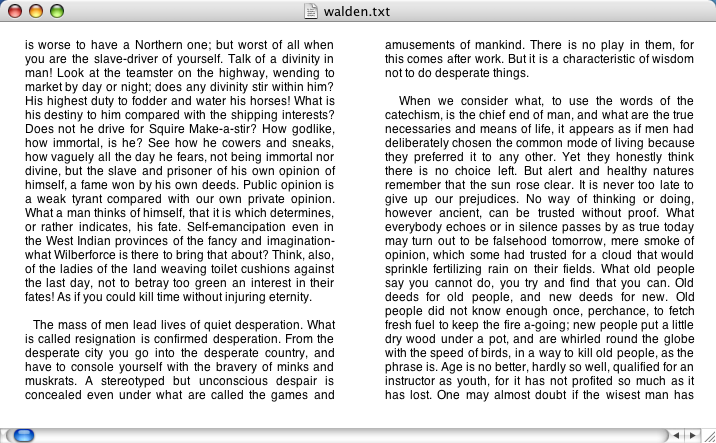 walden.txt
is worse to have a Northern one; but worst of all when
you are the slave-driver of yourself. Talk of a divinity in
man! Look at the teamster on the highway, wending to
market by day or night; does any divinity stir within him?
His highest duty to fodder and water his horses! What is
his destiny to him compared with the shipping interests?
Does not he drive for Squire Make-a-stir? How godlike,
how immortal, is he? See how he cowers and sneaks,
how vaguely all the day he fears, not being immortal nor
divine, but the slave and prisoner of his own opinion of
himself, a fame won by his own deeds. Public opinion is
a weak tyrant compared with our own private opinion.
What a man thinks of himself, that it is which determines,
or rather indicates, his fate. Self-emancipation even in
the West Indian provinces of the fancy and imagination-
what Wilberforce is there to bring that about? Think, also,
of the ladies of the land weaving toilet cushions against
the last day, not to betray too green an interest in their
fates! As if you could kill time without injuring eternity.
The mass of men lead lives of quiet desperation. What
is called resignation is confirmed desperation. From the
desperate city you go into the desperate country, and
have to console yourself with the bravery of minks and
muskrats. A stereotyped but unconscious despair is
concealed even under what are called the games and
amusements of mankind. There is no play in them, for
this comes after work. But it is a characteristic of wisdom
not to do desperate things.
When we consider what, to use the words of the
catechism, is the chief end of man, and what are the true
necessaries and means of life, it appears as if men had
deliberately chosen the common mode of living because
they preferred it to any other. Yet they honestly think
there is no choice left. But alert and healthy natures
remember that the sun rose clear. It is never too late to
give up our prejudices. No way of thinking or doing,
however ancient, can be trusted without proof. What
everybody echoes or in silence passes by as true today
may turn out to be falsehood tomorrow, mere smoke of
opinion, which some had trusted for a cloud that would
sprinkle fertilizing rain on their fields. What old people
say you cannot do, you try and find that you can. Old
deeds for old people, and new deeds for new. Old
people did not know enough once, perchance, to fetch
fresh fuel to keep the fire a-going; new people put a little
dry wood under a pot, and are whirled round the globe
with the speed of birds, in a way to kill old people, as the
phrase is. Age is no better, hardly so well, qualified for an
instructor as youth, for it has not profited so much as it
has lost. One may almost doubt if the wisest man has